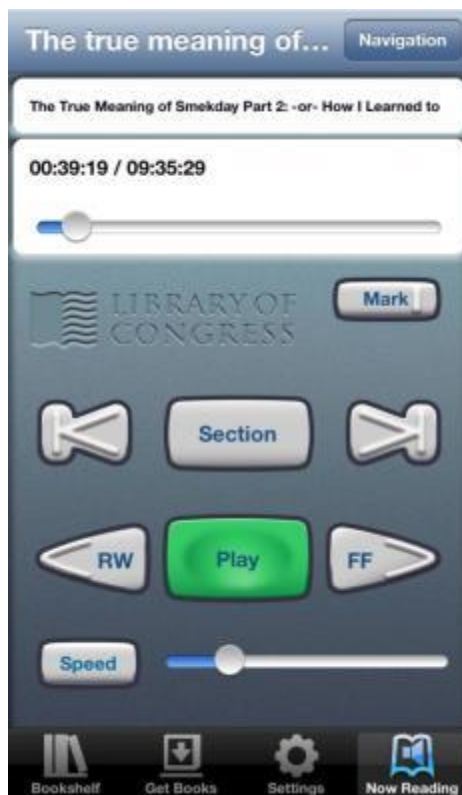 The true meaning of... Navigation
The True Meaning of Smekday Part 2: -or- How I Learned to
00:39:19 / 09:35:29
LIBRARY OF
CONGRESS
Mark
Section
RW Play FF
Speed
Bookshelf Get Books Settings Now Reading